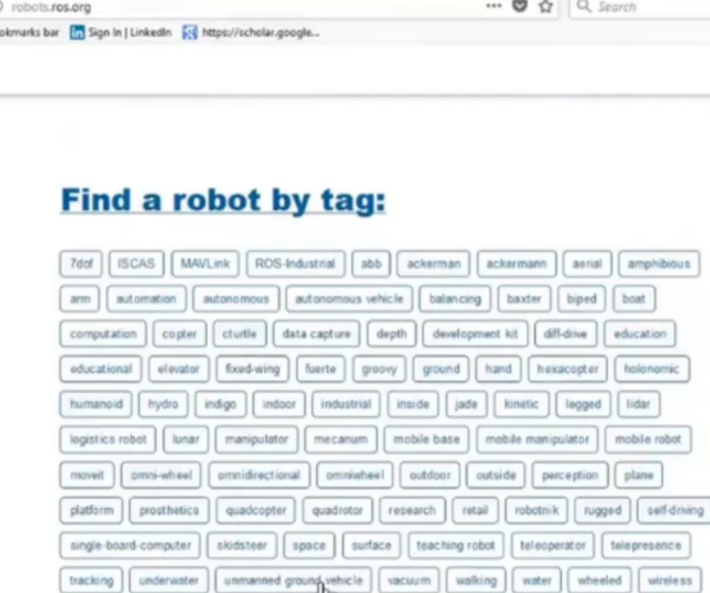 robots.ros.org ••• Search
okmarks bar in Sign In | LinkedIn https://scholar.google...
Find a robot by tag:
7dof ISCAS MAVLink ROS-Industrial abb ackerman ackermann aerial amphibious
arm automation autonomous autonomous vehicle balancing baxter biped boat
computation copter cturtle data capture depth development kit diff-drive education
educational elevator fixed-wing fuerte groovy ground hand hexacopter holonomic
humanoid hydro indigo indoor industrial inside jade kinetic legged lidar
logistics robot lunar manipulator mecanum mobile base mobile manipulator mobile robot
moveit omni-wheel omnidirectional omniwheel outdoor outside perception plane
platform prosthetics quadcopter quadrotor research retail robotnik rugged self-driving
single-board-computer skidsteer space surface teaching robot teleoperator telepresence
tracking underwater unmanned ground vehicle vacuum walking water wheeled wireless